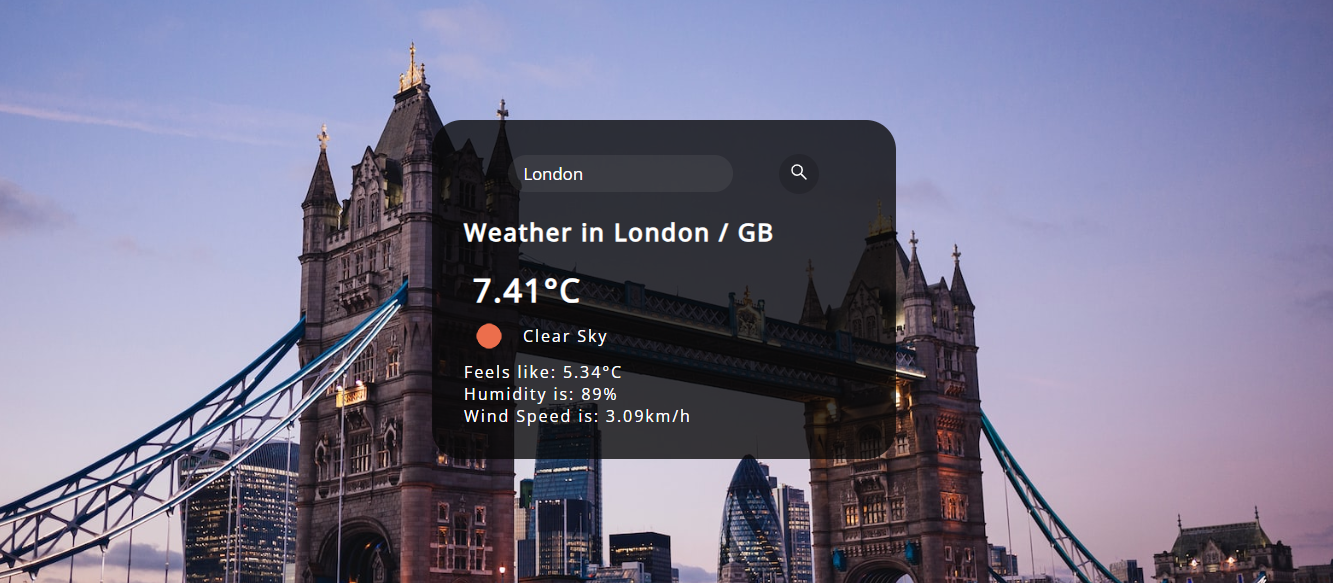 London
Weather in London / GB
7.41°C
Clear Sky
Feels like: 5.34°C
Humidity is: 89%
Wind Speed is: 3.09km/h